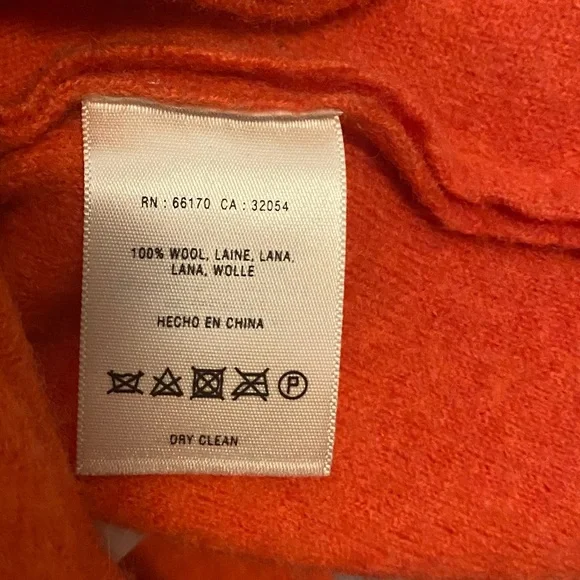 RN : 66170 CA : 32054
100% WOOL, LAINE, LANA,
LANA, WOLLE
HECHO EN CHINA
P
DRY CLEAN